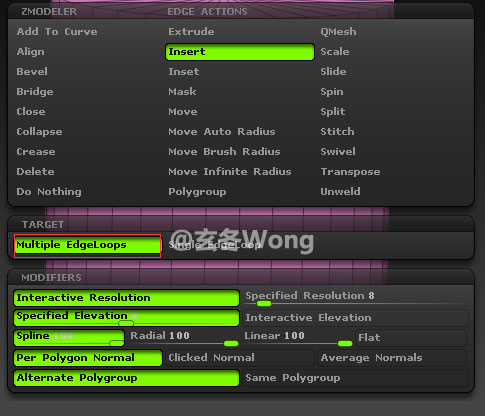 ZMODELER EDGE ACTIONS
Add To Curve Extrude QMesh
Align Insert Scale
Bevel Inset Slide
Bridge Mask Spin
Close Move Split
Collapse Move Auto Radius Stitch
Crease Move Brush Radius Swivel
Delete Move Infinite Radius Transpose
Do Nothing Polygroup Unweld
TARGET
Multiple EdgeLoops Single EdgeLoop
@玄冬Wong
MODIFIERS
Interactive Resolution Specified Resolution 8
Specified Elevation 0 Interactive Elevation
Spline 100 Radial 100 Linear 100 Flat
Per Polygon Normal Clicked Normal Average Normals
Alternate Polygroup Same Polygroup